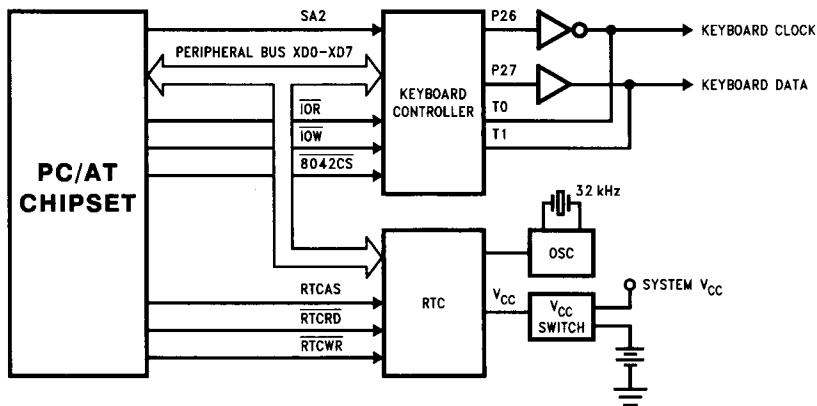 SA2
PERIPHERAL BUS XD0-XD7
IOR
IOW
8042CS
PC/AT
CHIPSET
KEYBOARD
CONTROLLER
P26
P27
T0
T1
KEYBOARD CLOCK
KEYBOARD DATA
32 kHz
OSC
RTCAS
RTCRD
RTCWR
RTC
VCC
VCC
SWITCH
SYSTEM VCC